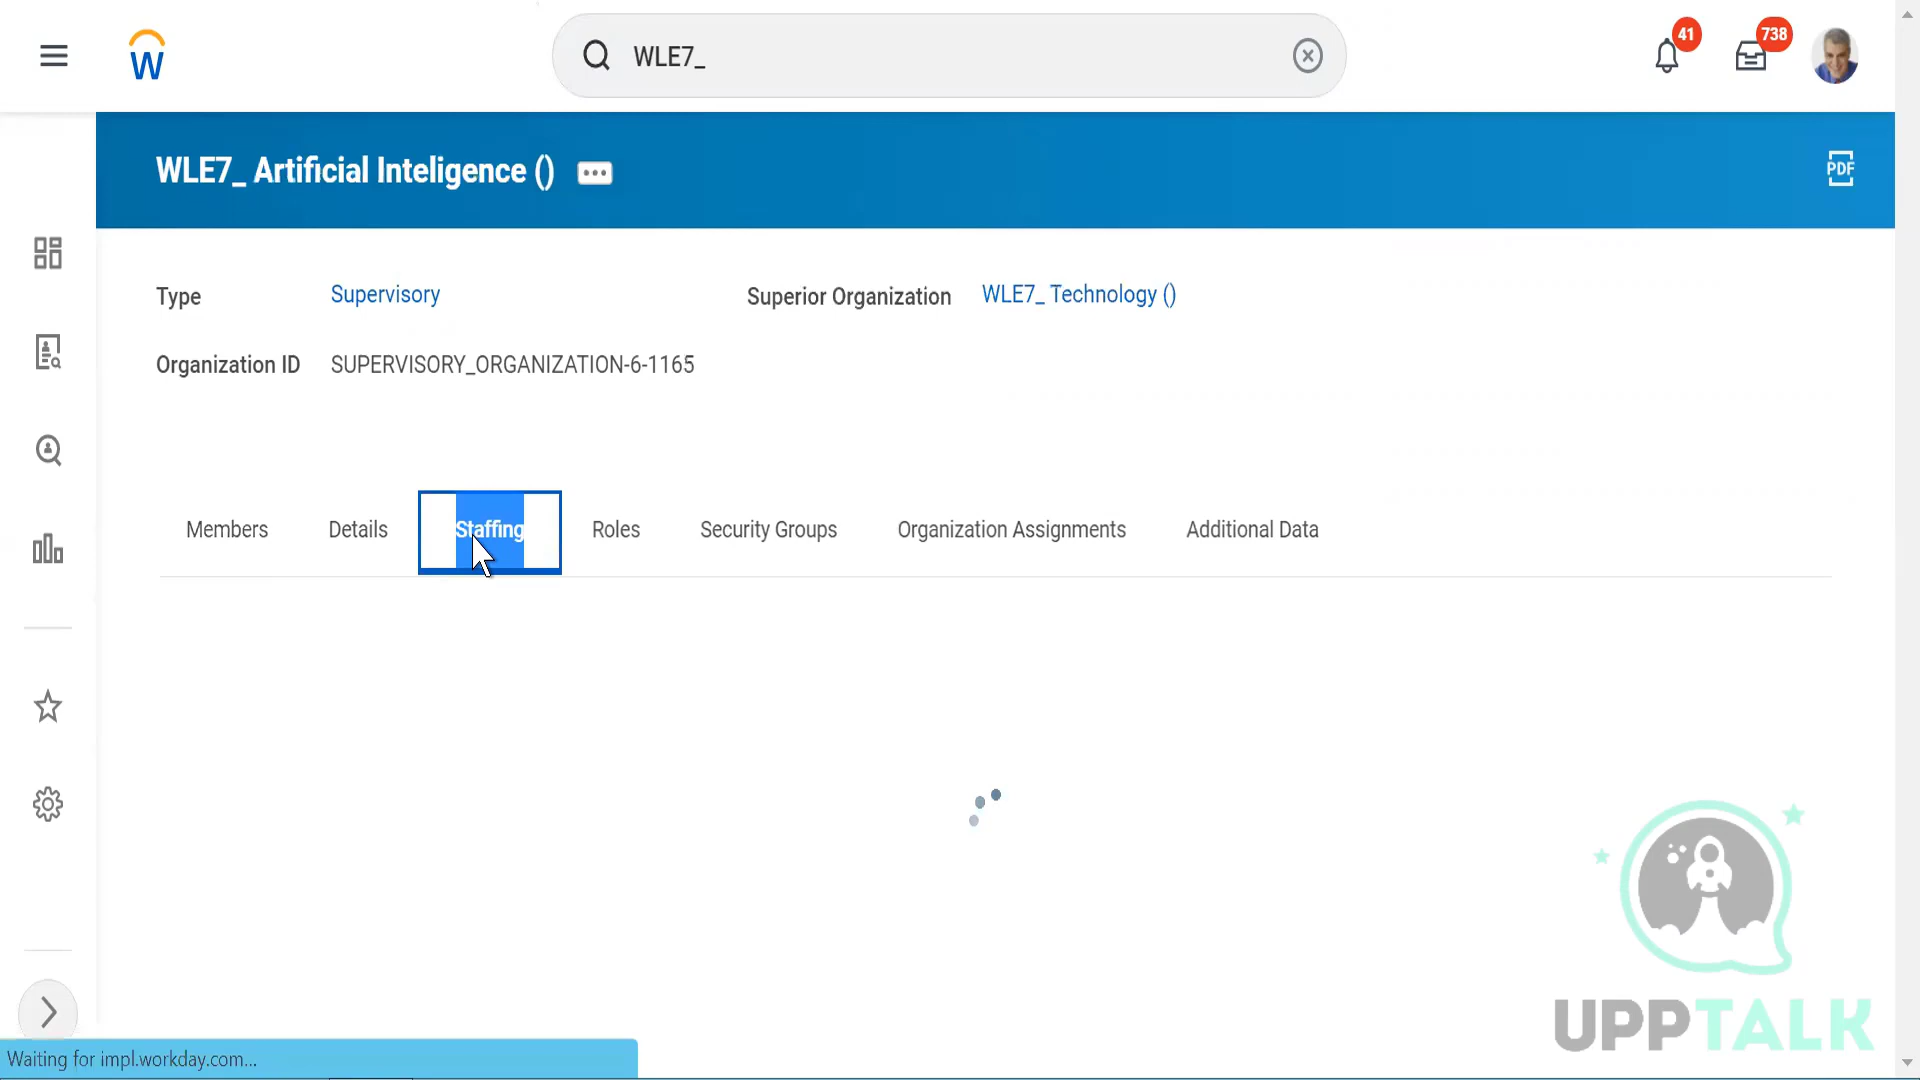 W
WLE7_
41
738
WLE7_ Artificial Inteligence ()
PDF
Type
Supervisory
Superior Organization
WLE7_ Technology ()
Organization ID
SUPERVISORY_ORGANIZATION-6-1165
Members
Details
Staffing
Roles
Security Groups
Organization Assignments
Additional Data
UPPTALK
Waiting for impl.workday.com...